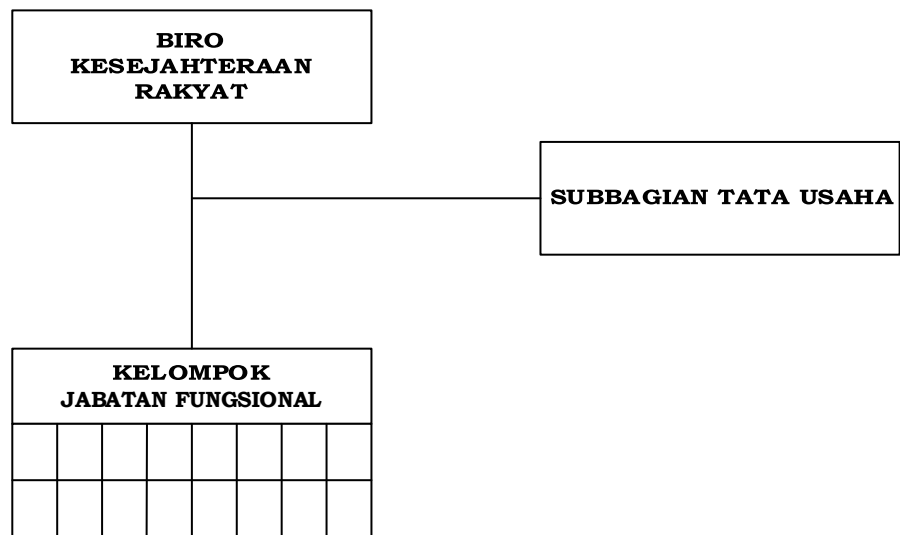 BIRO
KESEJAHTERAAN
RAKYAT
SUBBAGIAN TATA USAHA
KELOMPOK
JABATAN FUNGSIONAL